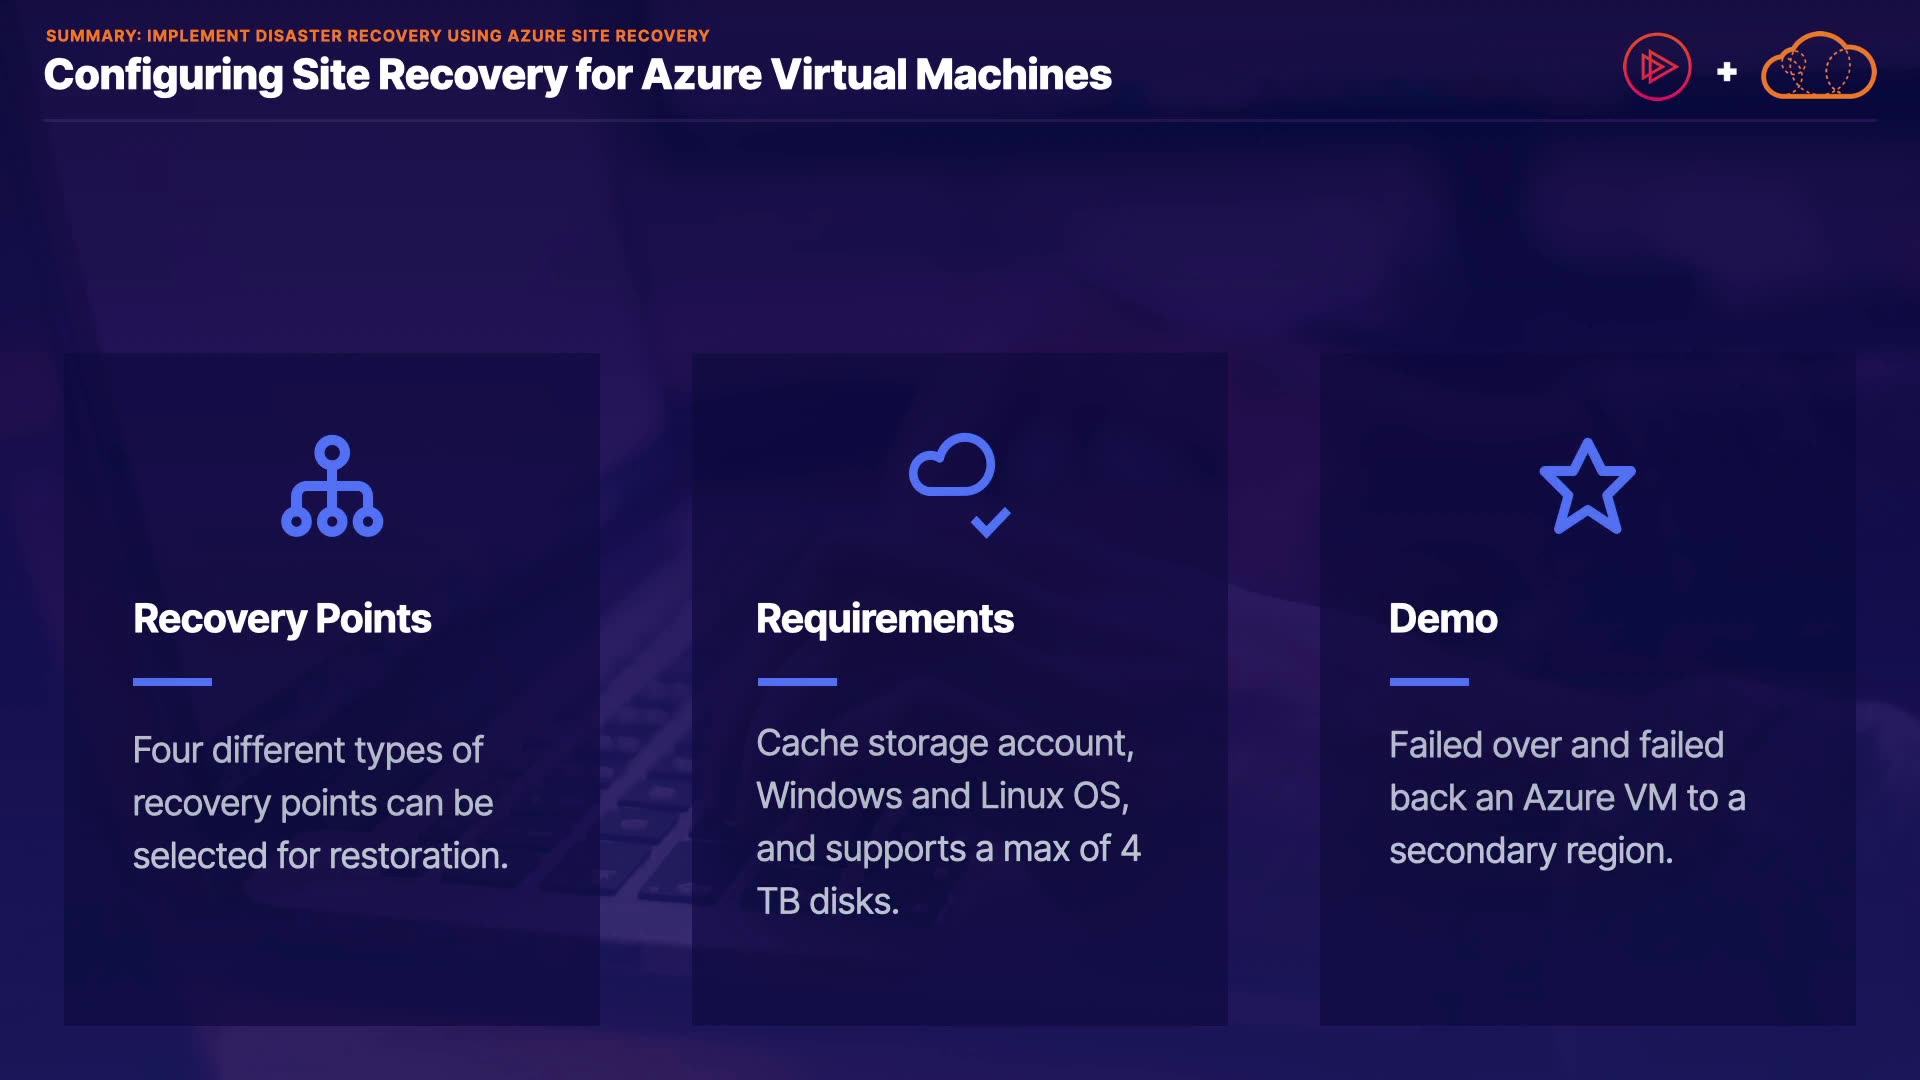 SUMMARY: IMPLEMENT DISASTER RECOVERY USING AZURE SITE RECOVERY
Configuring Site Recovery for Azure Virtual Machines
Recovery Points
Four different types of
recovery points can be
selected for restoration.
Requirements
Cache storage account,
Windows and Linux OS,
and supports a max of 4
TB disks.
Demo
Failed over and failed
back an Azure VM to a
secondary region.